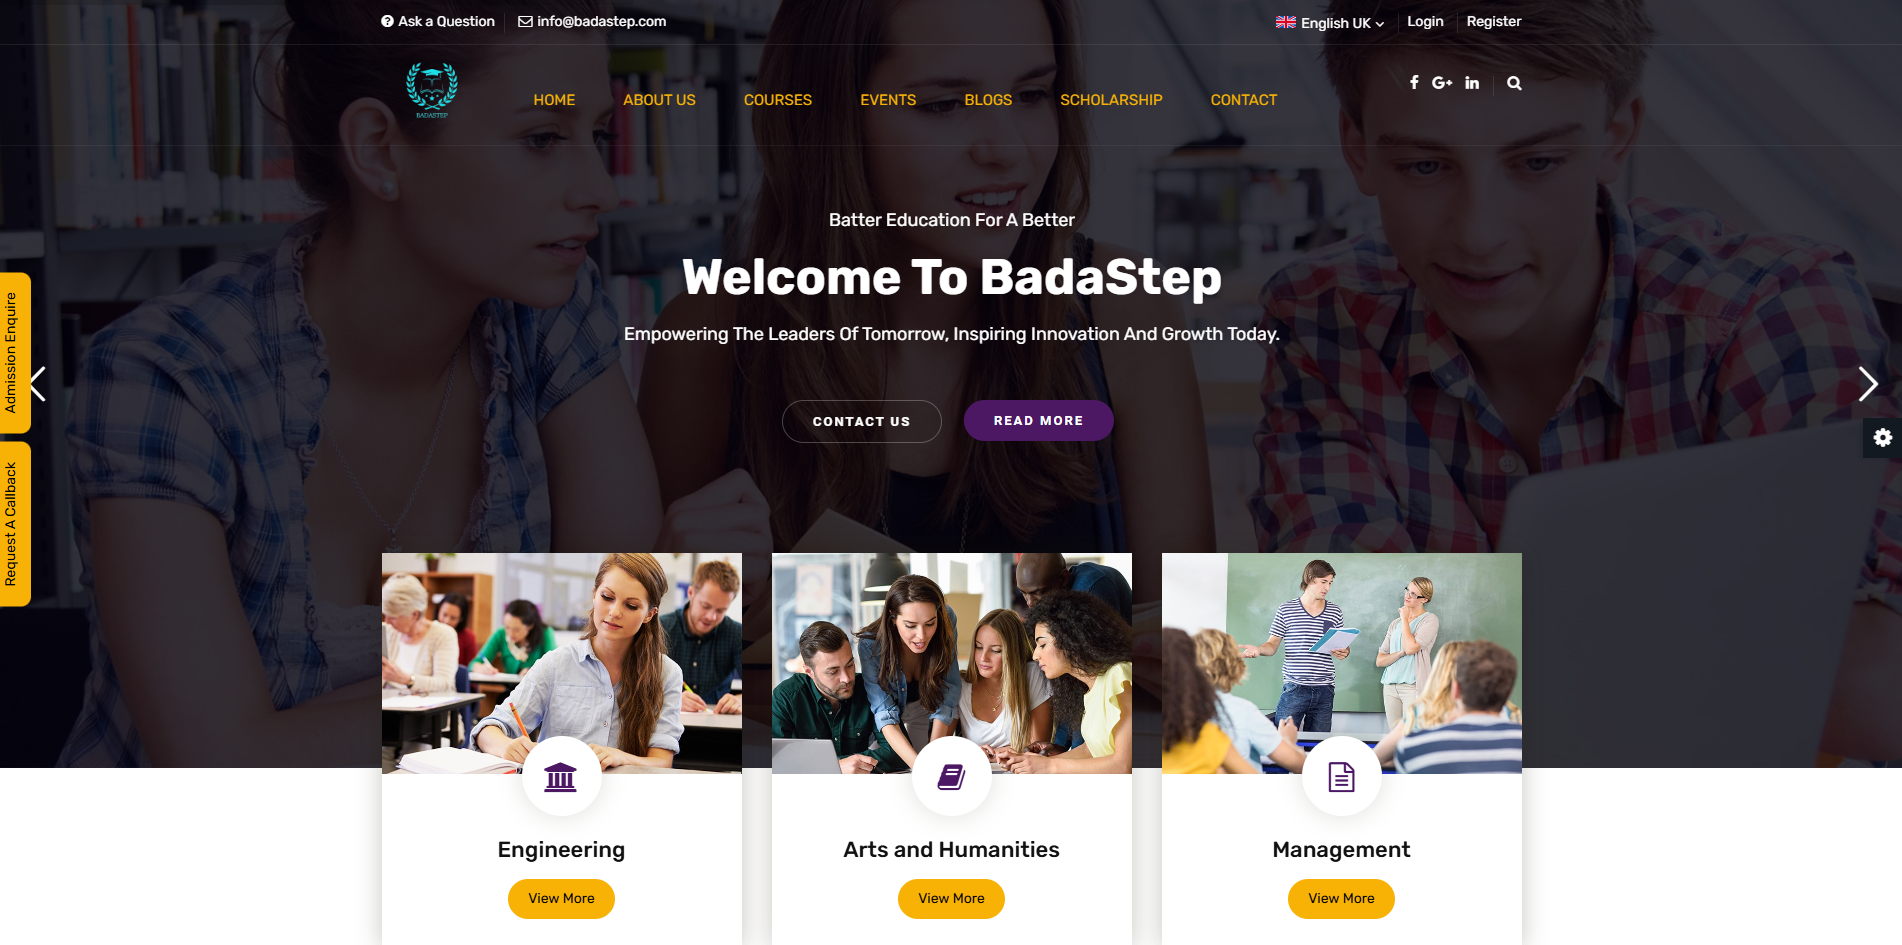 Ask a Question
info@badastep.com
English UK
Login
Register
BADASTEP
HOME
ABOUT US
COURSES
EVENTS
BLOGS
SCHOLARSHIP
CONTACT
Batter Education For A Better
Welcome To BadaStep
Empowering The Leaders Of Tomorrow, Inspiring Innovation And Growth Today.
CONTACT US
READ MORE
Admission Enquire
Request A Callback
Engineering
Arts and Humanities
Management
View More
View More
View More